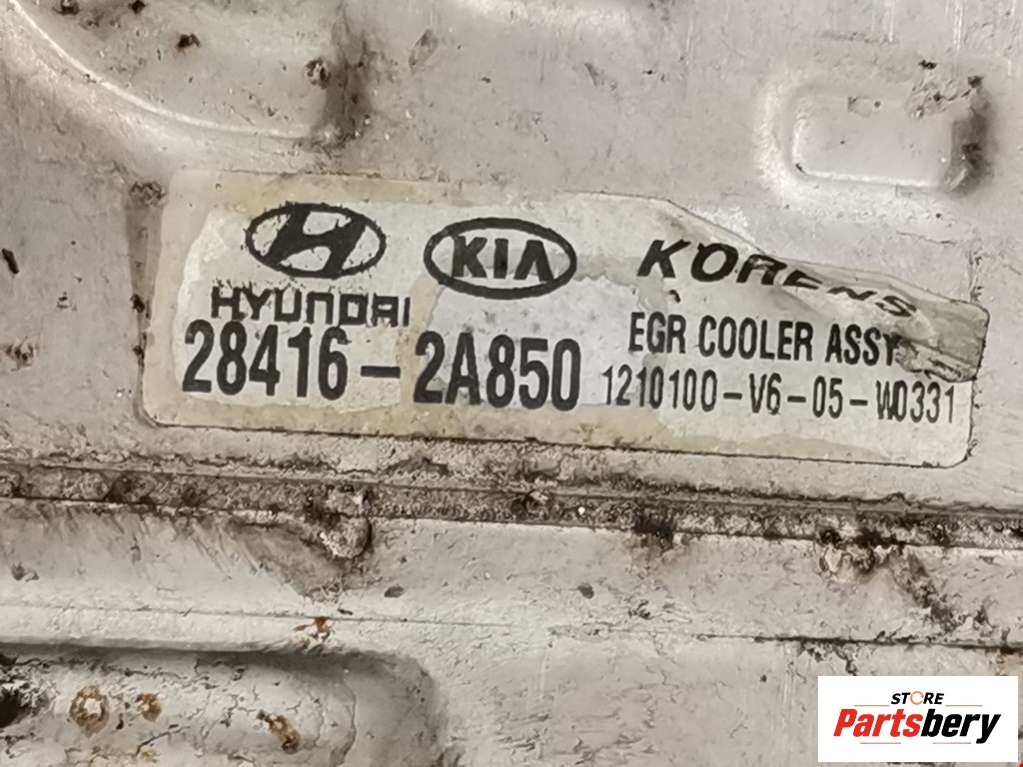 HYUNDAI
KIA
KORENS
28416-2A850
EGR COOLER ASSY
1210100-V6-05-W0331
STORE
Partsbery